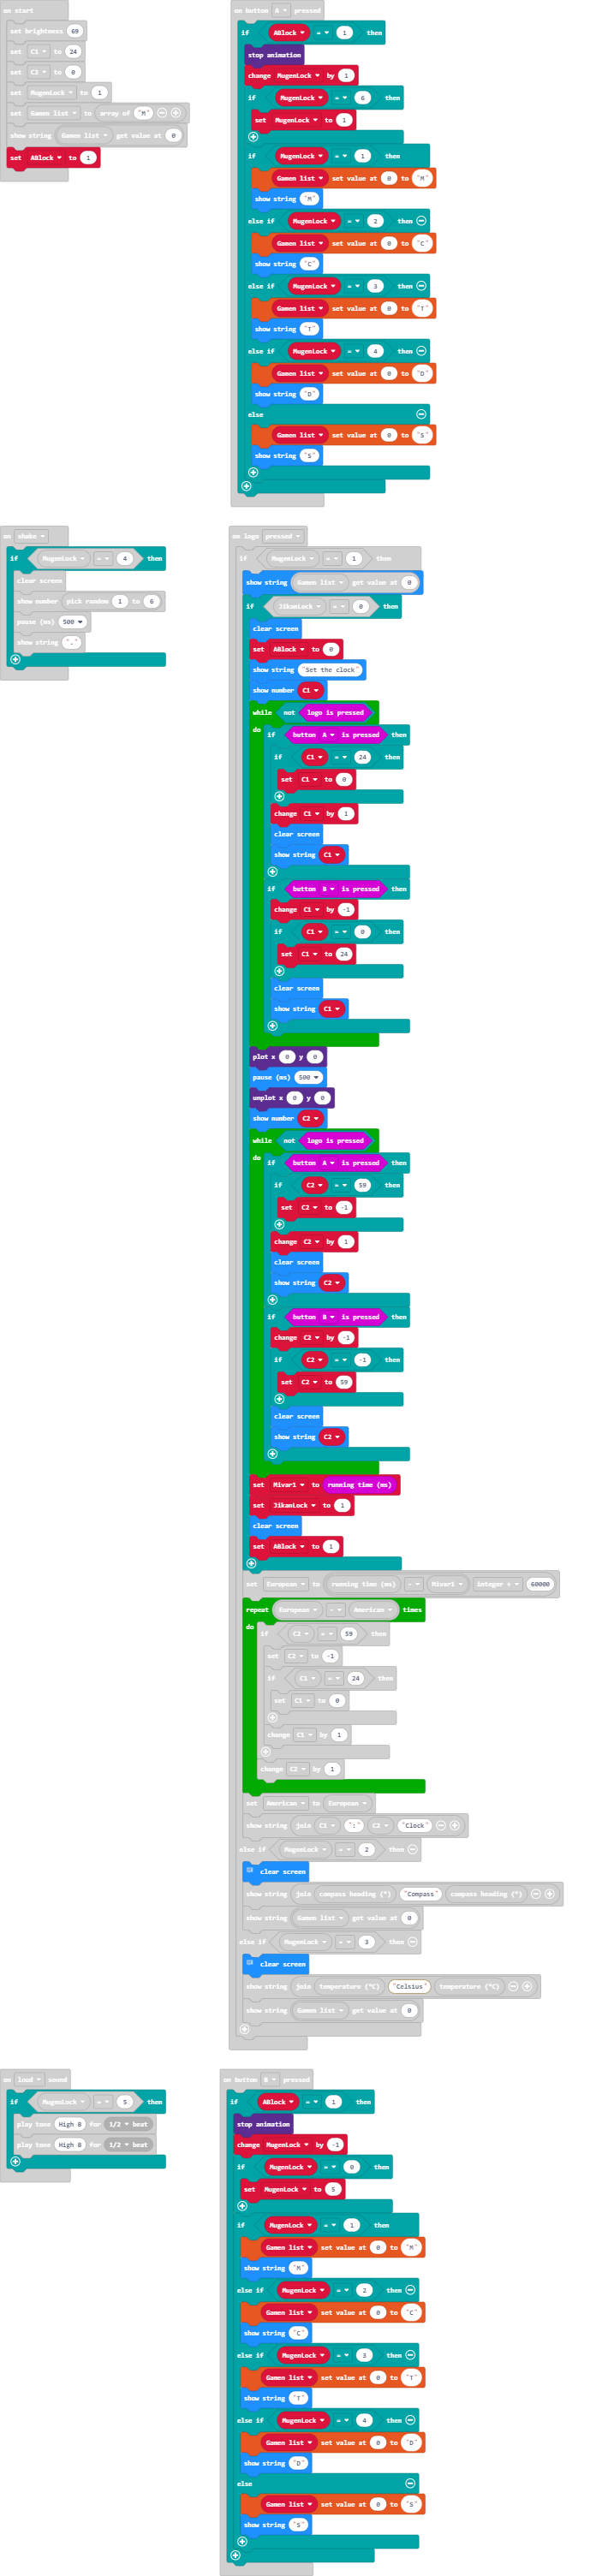 on start
set brightness 69
set C1 to 24
set C2 to 0
set MugenLock to 1
set Gamen list to array of "M"
show string Gamen list get value at 0
set ABlock to 1
on button A pressed
if ABlock = 1 then
stop animation
change MugenLock by 1
if MugenLock = 6 then
set MugenLock to 1
if MugenLock = 1 then
Gamen list set value at 0 to "M"
show string "M"
else if MugenLock = 2 then
Gamen list set value at 0 to "C"
show string "C"
else if MugenLock = 3 then
Gamen list set value at 0 to "T"
show string "T"
else if MugenLock = 4 then
Gamen list set value at 0 to "D"
show string "D"
else
Gamen list set value at 0 to "S"
show string "S"
on shake
if MugenLock = 4 then
clear screen
show number pick random 1 to 6
pause (ms) 500
show string "."
on logo pressed
if MugenLock = 1 then
show string Gamen list get value at 0
if JikanLock = 0 then
clear screen
set ABlock to 0
show string "Set the clock"
show number C1
while not logo is pressed
do if button A is pressed then
if C1 = 24 then
set C1 to 0
change C1 by 1
clear screen
show string C1
if button B is pressed then
change C1 by -1
if C1 = 0 then
set C1 to 24
clear screen
show string C1
plot x 0 y 0
pause (ms) 500
unplot x 0 y 0
show number C2
while not logo is pressed
do if button A is pressed then
if C2 = 59 then
set C2 to -1
change C2 by 1
clear screen
show string C2
if button B is pressed then
change C2 by -1
if C2 = -1 then
set C2 to 59
clear screen
show string C2
set Mivari to running time (ms)
set JikanLock to 1
clear screen
set ABlock to 1
set European to running time (ms) - Mivari integer ÷ 60000
repeat European - American times
do if C2 = 59 then
set C2 to -1
if C1 = 24 then
set C1 to 0
change C1 by 1
change C2 by 1
set American to European
show string join C1 ":" C2 "Clock"
else if MugenLock = 2 then
clear screen
show string join compass heading (°) "Compass" compass heading (°)
show string Gamen list get value at 0
else if MugenLock = 3 then
clear screen
show string join temperature (°C) "Celsius" temperature (°C)
show string Gamen list get value at 0
on loud sound
if MugenLock = 5 then
play tone High B for 1/2 beat
play tone High B for 1/2 beat
on button B pressed
if ABlock = 1 then
stop animation
change MugenLock by -1
if MugenLock = 0 then
set MugenLock to 5
if MugenLock = 1 then
Gamen list set value at 0 to "M"
show string "M"
else if MugenLock = 2 then
Gamen list set value at 0 to "C"
show string "C"
else if MugenLock = 3 then
Gamen list set value at 0 to "T"
show string "T"
else if MugenLock = 4 then
Gamen list set value at 0 to "D"
show string "D"
else
Gamen list set value at 0 to "S"
show string "S"